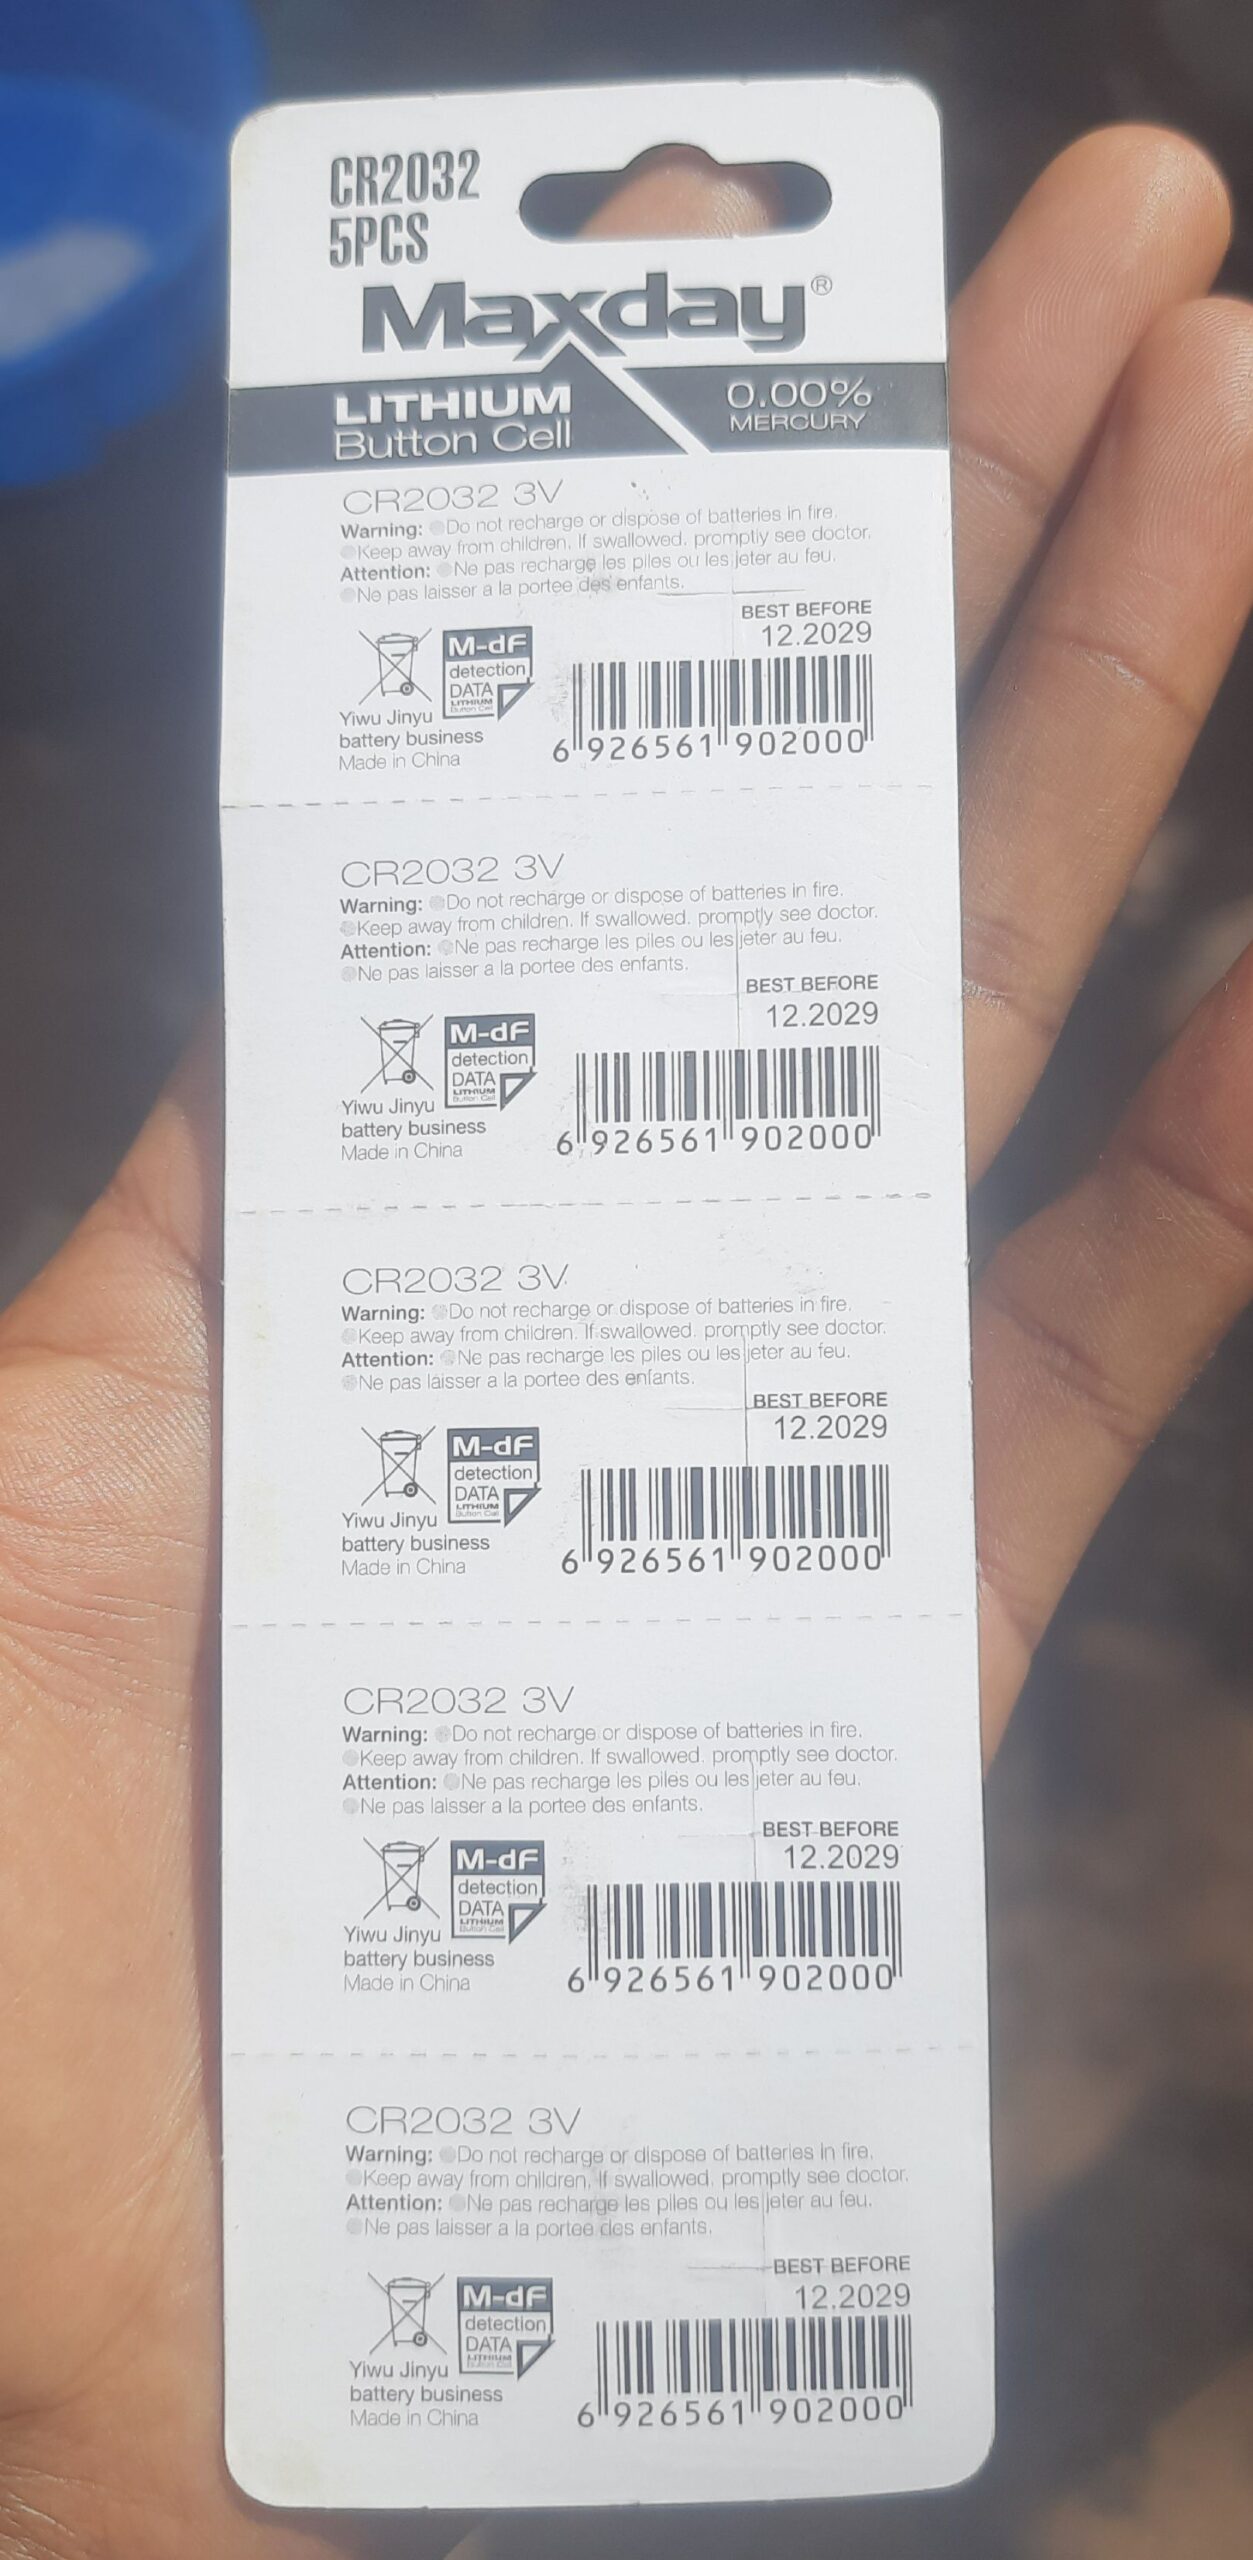 CR2032
5PCS
Maxday®
LITHIUM
Button Cell
0.00%
MERCURY
CR2032 3V
Warning: Do not recharge or dispose of batteries in fire.
Keep away from children. If swallowed. promptly see doctor.
Attention: Ne pas recharge les piles ou les jeter au feu.
Ne pas laisser a la portee des enfants.
BEST BEFORE
12.2029
M-dF
detection
DATA
LITHIUM
Button Cell
Yiwu Jinyu
battery business
Made in China
6 926561 902000
CR2032 3V
Warning: Do not recharge or dispose of batteries in fire.
Keep away from children. If swallowed. promptly see doctor.
Attention: Ne pas recharge les piles ou les jeter au feu.
Ne pas laisser a la portee des enfants.
BEST BEFORE
12.2029
M-dF
detection
DATA
LITHIUM
Button Cell
Yiwu Jinyu
battery business
Made in China
6 926561 902000
CR2032 3V
Warning: Do not recharge or dispose of batteries in fire.
Keep away from children. If swallowed. promptly see doctor.
Attention: Ne pas recharge les piles ou les jeter au feu.
Ne pas laisser a la portee des enfants.
BEST BEFORE
12.2029
M-dF
detection
DATA
LITHIUM
Button Cell
Yiwu Jinyu
battery business
Made in China
6 926561 902000
CR2032 3V
Warning: Do not recharge or dispose of batteries in fire.
Keep away from children. If swallowed. promptly see doctor.
Attention: Ne pas recharge les piles ou les jeter au feu.
Ne pas laisser a la portee des enfants.
BEST BEFORE
12.2029
M-dF
detection
DATA
LITHIUM
Button Cell
Yiwu Jinyu
battery business
Made in China
6 926561 902000
CR2032 3V
Warning: Do not recharge or dispose of batteries in fire.
Keep away from children. If swallowed. promptly see doctor.
Attention: Ne pas recharge les piles ou les jeter au feu.
Ne pas laisser a la portee des enfants.
BEST BEFORE
12.2029
M-dF
detection
DATA
LITHIUM
Button Cell
Yiwu Jinyu
battery business
Made in China
6 926561 902000